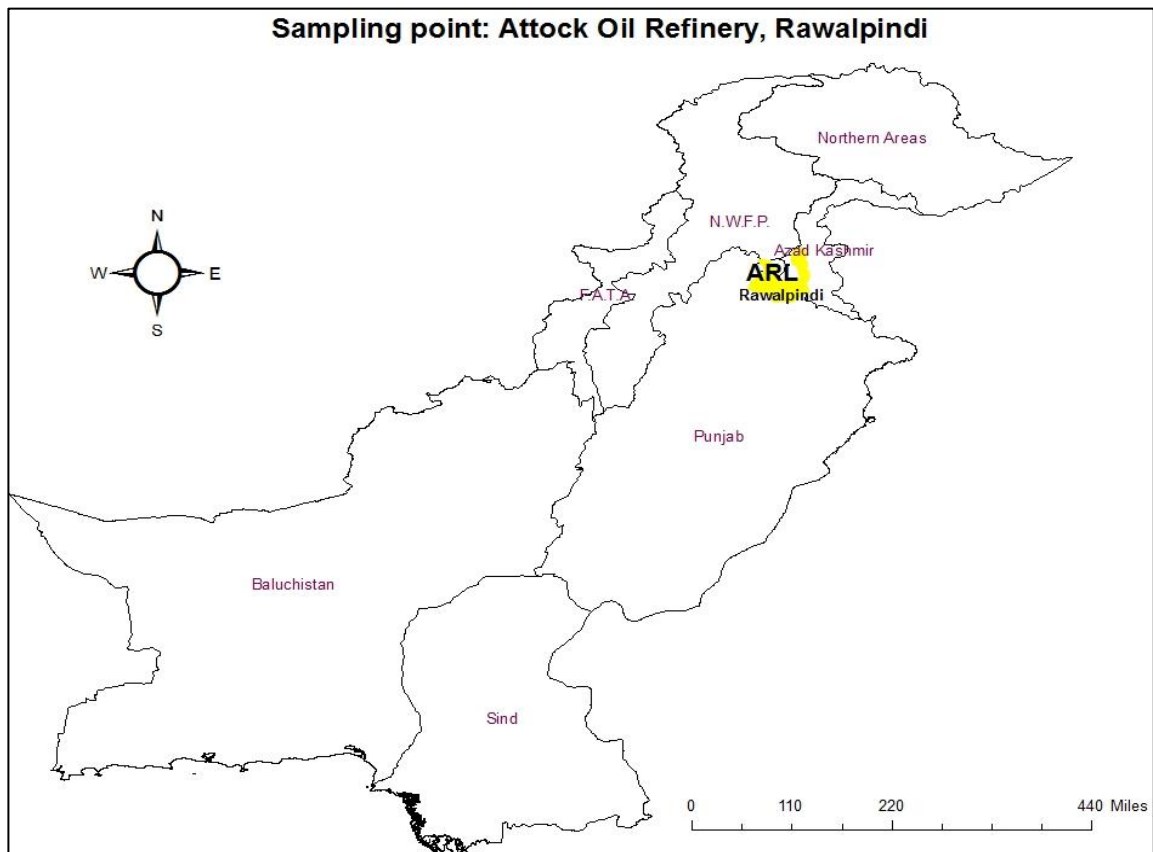 Sampling point: Attock Oil Refinery, Rawalpindi
Northern Areas
N
N.W.F.P.
Azad Kashmir
W
E
ARL
F.A.T.A.
Rawalpindi
S
Punjab
Baluchistan
Sind
0 110 220 440 Miles